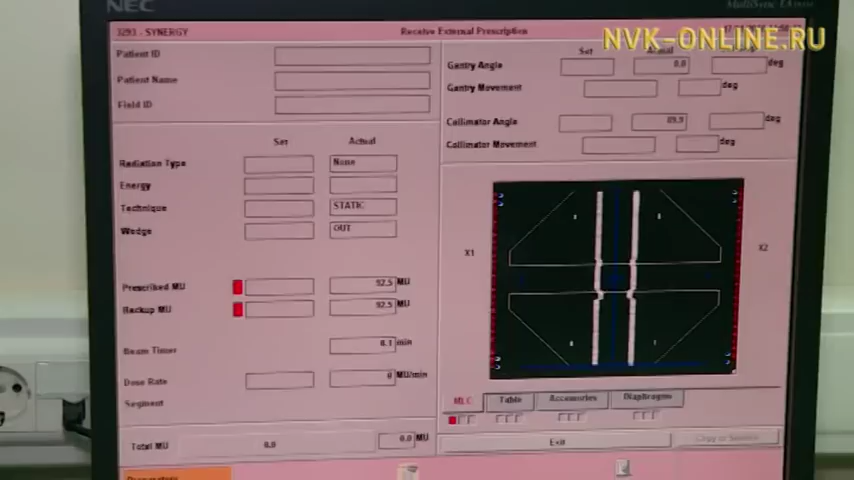 NEC
MultiSync
3293 - SYNERGY
Receive External Prescription
NVK-ONLINE.RU
Patient ID
Patient Name
Field ID
Set Actual
Gantry Angle 0.0 deg
Gantry Movement deg
Collimator Angle 89.9 deg
Collimator Movement deg
Set Actual
Radiation Type None
Energy
Technique STATIC
Wedge OUT
Prescribed MU 92.5 MU
Backup MU 92.5 MU
Beam Timer 0.1 min
Dose Rate 0 MU/min
Segment
Total MU 0.0 0.0 MU
X1
X2
MLC Table Accessories Diaphragms
Exit